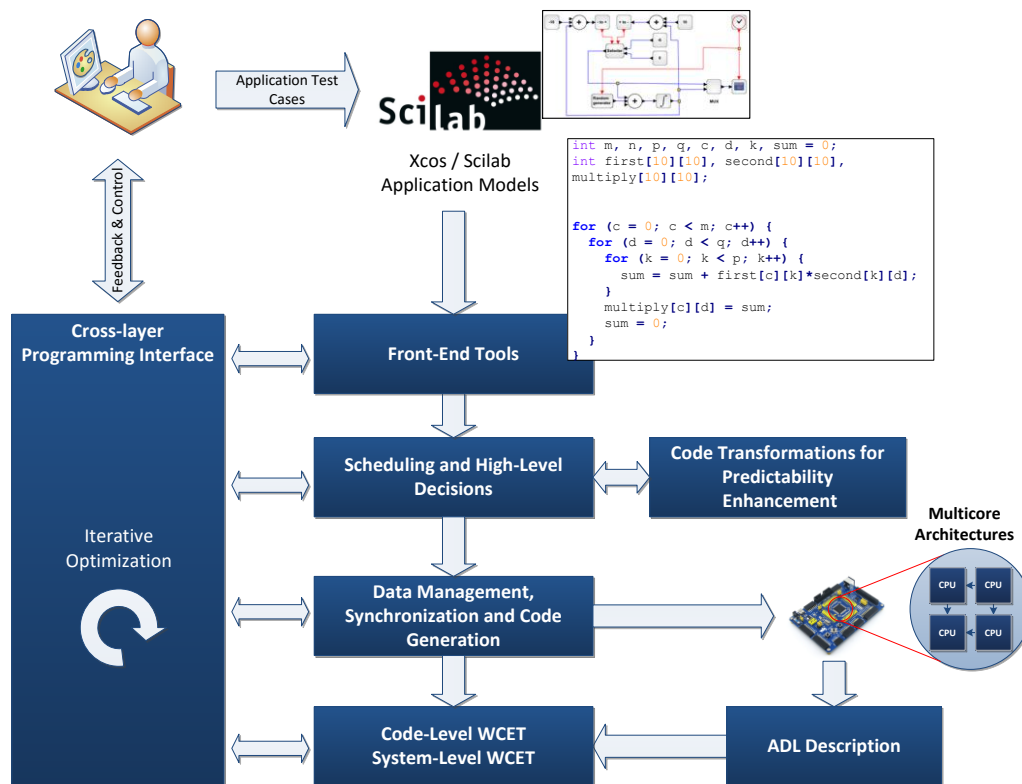 Application Test
Cases
Scilab
Xcos / Scilab
Application Models
Selector
Random
generator
MUX
int m, n, p, q, c, d, k, sum = 0;
int first[10][10], second[10][10],
multiply[10][10];
for (c = 0; c < m; c++) {
for (d = 0; d < q; d++) {
for (k = 0; k < p; k++) {
sum = sum + first[c][k]*second[k][d];
}
multiply[c][d] = sum;
sum = 0;
}
}
Feedback & Control
Cross-layer
Programming Interface
Iterative
Optimization
Front-End Tools
Scheduling and High-Level
Decisions
Code Transformations for
Predictability
Enhancement
Data Management,
Synchronization and Code
Generation
Multicore
Architectures
CPU
CPU
CPU
CPU
Code-Level WCET
System-Level WCET
ADL Description